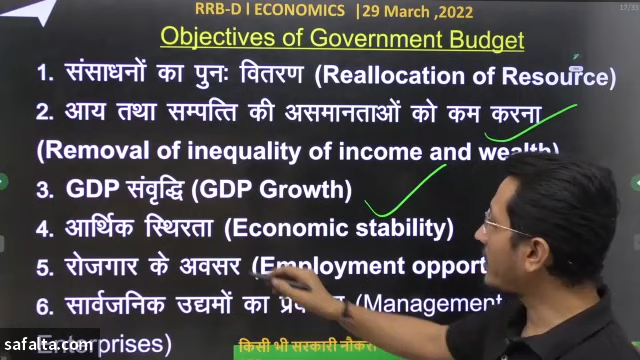 RRB-D l ECONOMICS |29 March ,2022
17/33
Objectives of Government Budget
1. संसाधनों का पुनः वितरण (Reallocation of Resource)
2. आय तथा सम्पत्ति की असमानताओं को कम करना
(Removal of inequality of income and wealth)
3. GDP संवृद्धि (GDP Growth)
4. आर्थिक स्थिरता (Economic stability)
5. रोजगार के अवसर (Employment
6. सार्वजनिक उद्यमों का (Management
Enterprises)
safalta.com
किसी भी सरकारी